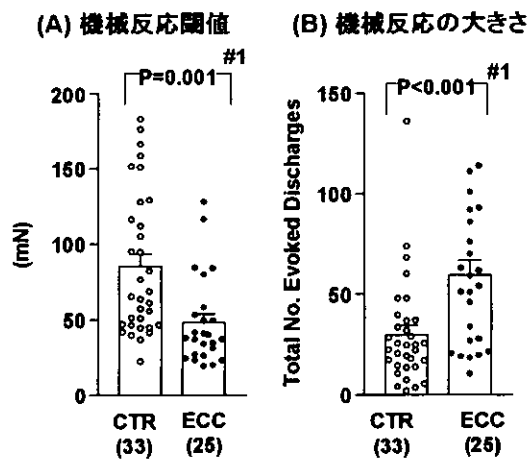 (A) 機械反応閾値
#1
P=0.001
200
150
100
50
0
(mN)
CTR
(33)
ECC
(25)
(B) 機械反応の大きさ
#1
P<0.001
150
100
50
0
Total No. Evoked Discharges
CTR
(33)
ECC
(25)